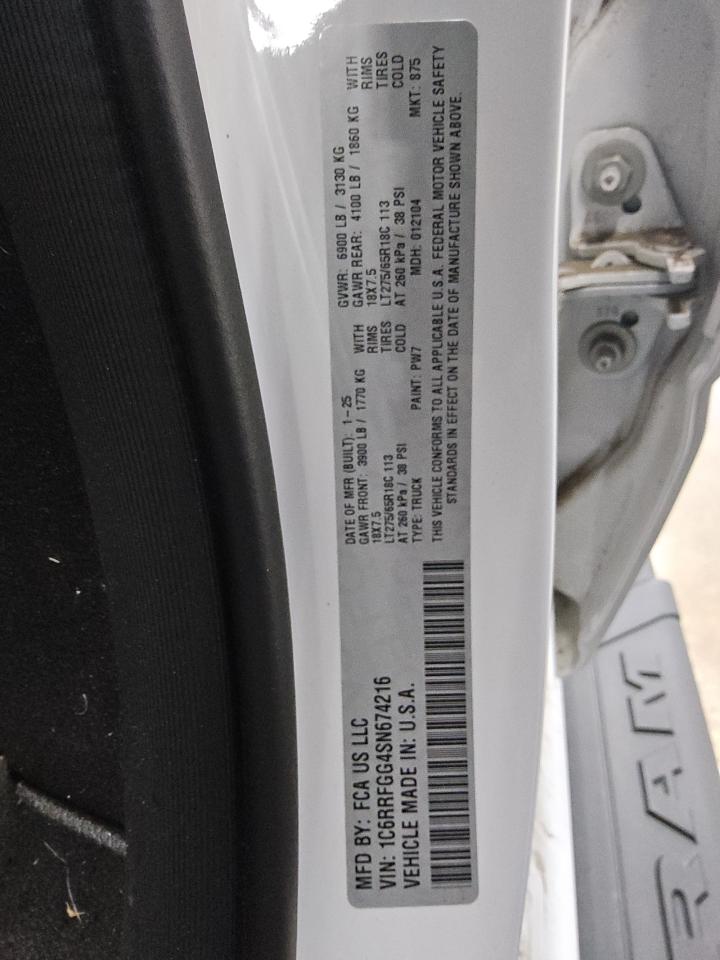 MFD BY: FCA US LLC
VIN: 1C6RRFGG4SN674216
VEHICLE MADE IN: U.S.A.
DATE OF MFR (BUILT): 1-25 GVWR: 6900 LB / 3130 KG
GAWR FRONT: 3900 LB / 1770 KG WITH GAWR REAR: 4100 LB / 1860 KG WITH
18X7.5 RIMS 18X7.5 RIMS
LT275/65R18C 113 TIRES LT275/65R18C 113 TIRES
AT 260 kPa / 38 PSI COLD AT 260 kPa / 38 PSI COLD
TYPE: TRUCK PAINT: PW7 MDH: 012104 MKT: 875
THIS VEHICLE CONFORMS TO ALL APPLICABLE U.S.A. FEDERAL MOTOR VEHICLE SAFETY
STANDARDS IN EFFECT ON THE DATE OF MANUFACTURE SHOWN ABOVE.
RAM